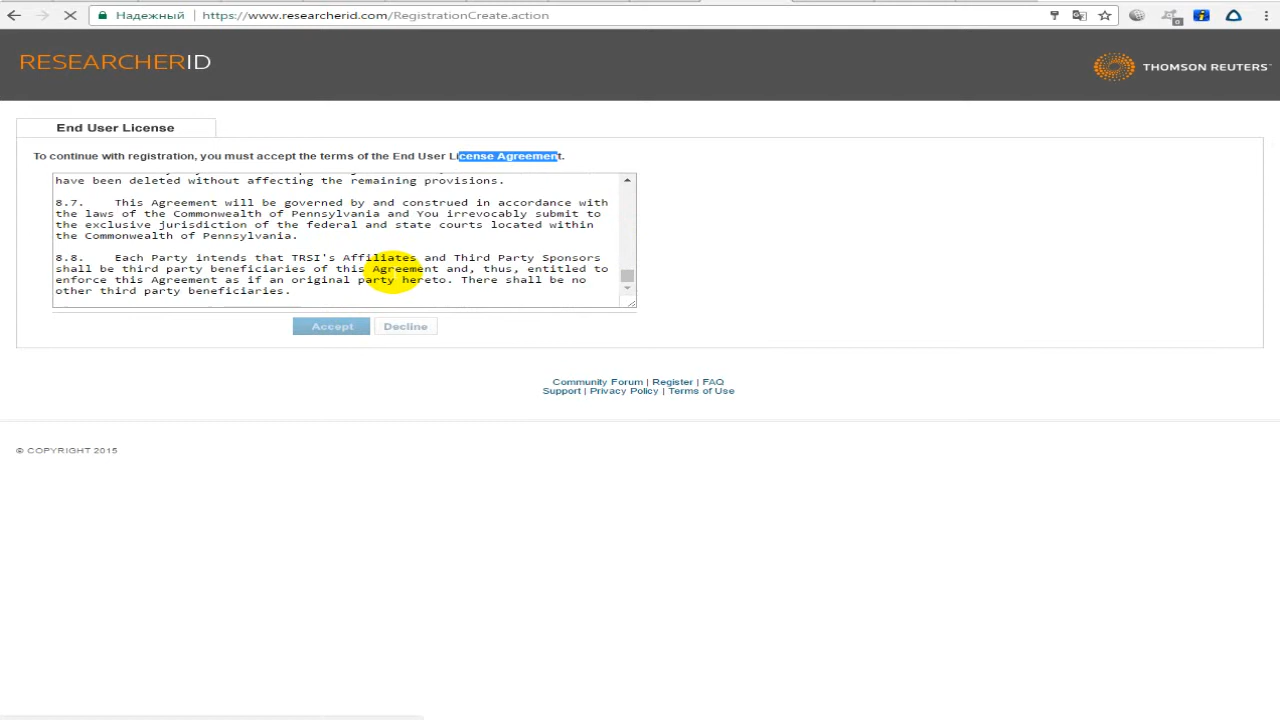 Надежный https://www.researcherid.com/RegistrationCreate.action
RESEARCHERID
THOMSON REUTERS
End User License
To continue with registration, you must accept the terms of the End User License Agreement.
have been deleted without affecting the remaining provisions.
8.7. This Agreement will be governed by and construed in accordance with
the laws of the Commonwealth of Pennsylvania and You irrevocably submit to
the exclusive jurisdiction of the federal and state courts located within
the Commonwealth of Pennsylvania.
8.8. Each Party intends that TRSI's Affiliates and Third Party Sponsors
shall be third party beneficiaries of this Agreement and, thus, entitled to
enforce this Agreement as if an original party hereto. There shall be no
other third party beneficiaries.
Accept Decline
Community Forum | Register | FAQ
Support | Privacy Policy | Terms of Use
© COPYRIGHT 2015